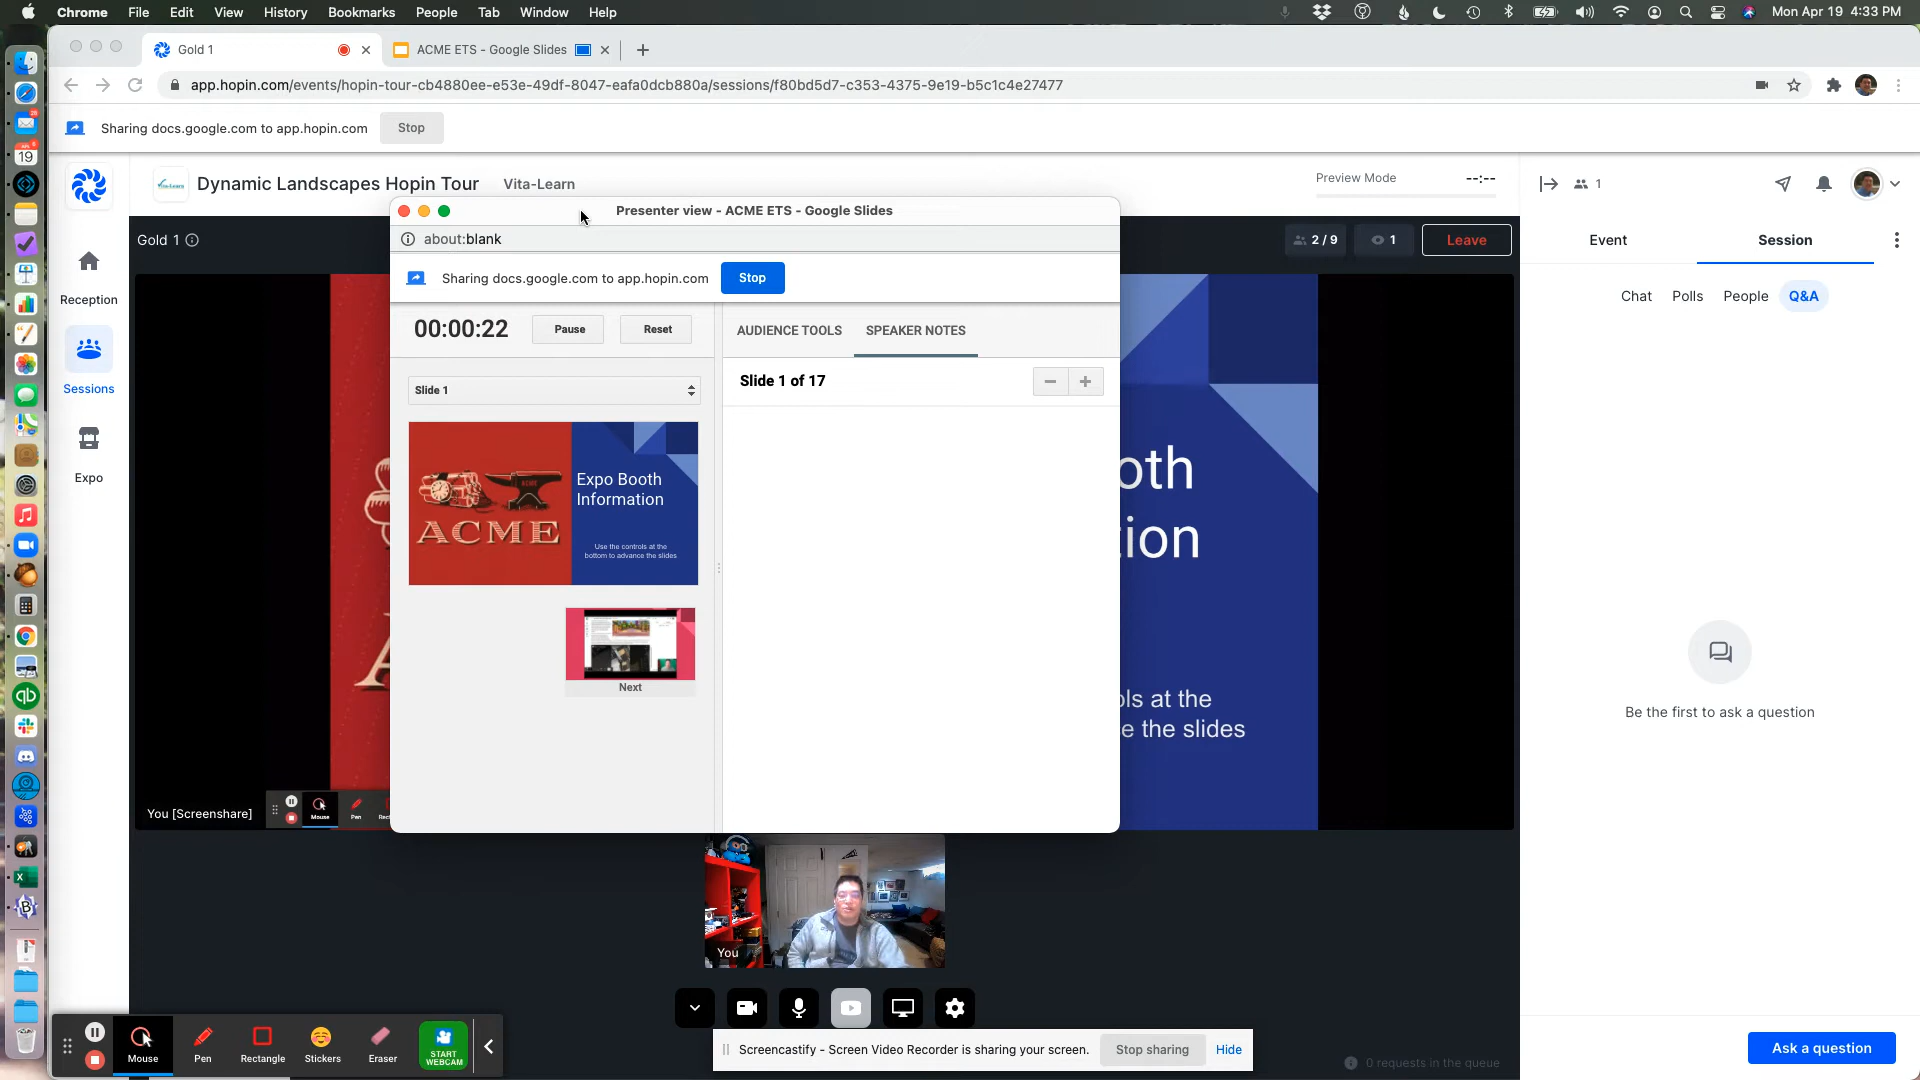 Chrome File Edit View History Bookmarks People Tab Window Help Mon Apr 19 4:33 PM
Gold 1
ACME ETS - Google Slides
app.hopin.com/events/hopin-tour-cb4880ee-e53e-49df-8047-eafa0dcb880a/sessions/f80bd5d7-c353-4375-9e19-b5c1c4e27477
Sharing docs.google.com to app.hopin.com Stop
Dynamic Landscapes Hopin Tour Vita-Learn
Preview Mode --:--
1
Presenter view - ACME ETS - Google Slides
about:blank
Sharing docs.google.com to app.hopin.com Stop
Gold 1
2 / 9 1 Leave
Event Session
Chat Polls People Q&A
Reception
Sessions
Expo
00:00:22 Pause Reset
AUDIENCE TOOLS SPEAKER NOTES
Slide 1
Slide 1 of 17
ACME
Expo Booth
Information
ACME
Use the controls at the
bottom to advance the slides
Next
oth
tion
ols at the
e the slides
You [Screenshare]
Mouse Pen
You
Be the first to ask a question
Mouse Pen Rectangle Stickers Eraser START WEBCAM
Screencastify - Screen Video Recorder is sharing your screen. Stop sharing Hide
0 requests in the queue
Ask a question
19